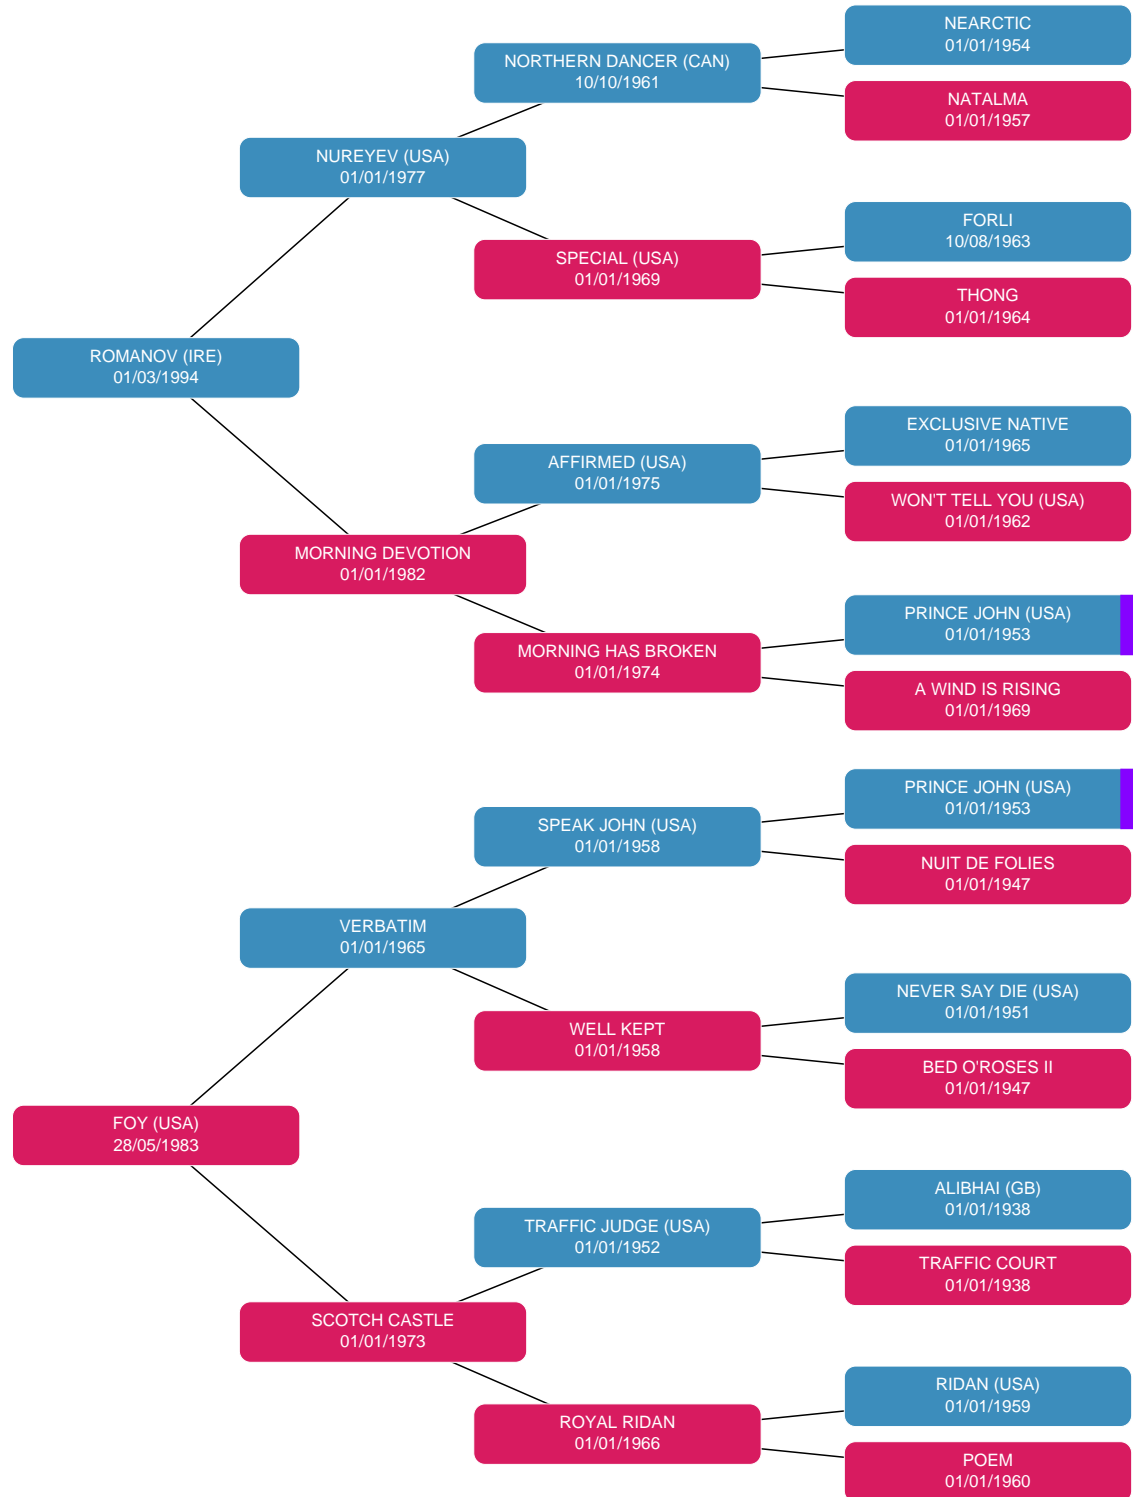 NEARCTIC
01/01/1954
NORTHERN DANCER (CAN)
10/10/1961
NATALMA
01/01/1957
NUREYEV (USA)
01/01/1977
FORLI
10/08/1963
SPECIAL (USA)
01/01/1969
THONG
01/01/1964
ROMANOV (IRE)
01/03/1994
EXCLUSIVE NATIVE
01/01/1965
AFFIRMED (USA)
01/01/1975
WON'T TELL YOU (USA)
01/01/1962
MORNING DEVOTION
01/01/1982
PRINCE JOHN (USA)
01/01/1953
MORNING HAS BROKEN
01/01/1974
A WIND IS RISING
01/01/1969
PRINCE JOHN (USA)
01/01/1953
SPEAK JOHN (USA)
01/01/1958
NUIT DE FOLIES
01/01/1947
VERBATIM
01/01/1965
NEVER SAY DIE (USA)
01/01/1951
WELL KEPT
01/01/1958
BED O'ROSES II
01/01/1947
FOY (USA)
28/05/1983
ALIBHAI (GB)
01/01/1938
TRAFFIC JUDGE (USA)
01/01/1952
TRAFFIC COURT
01/01/1938
SCOTCH CASTLE
01/01/1973
RIDAN (USA)
01/01/1959
ROYAL RIDAN
01/01/1966
POEM
01/01/1960